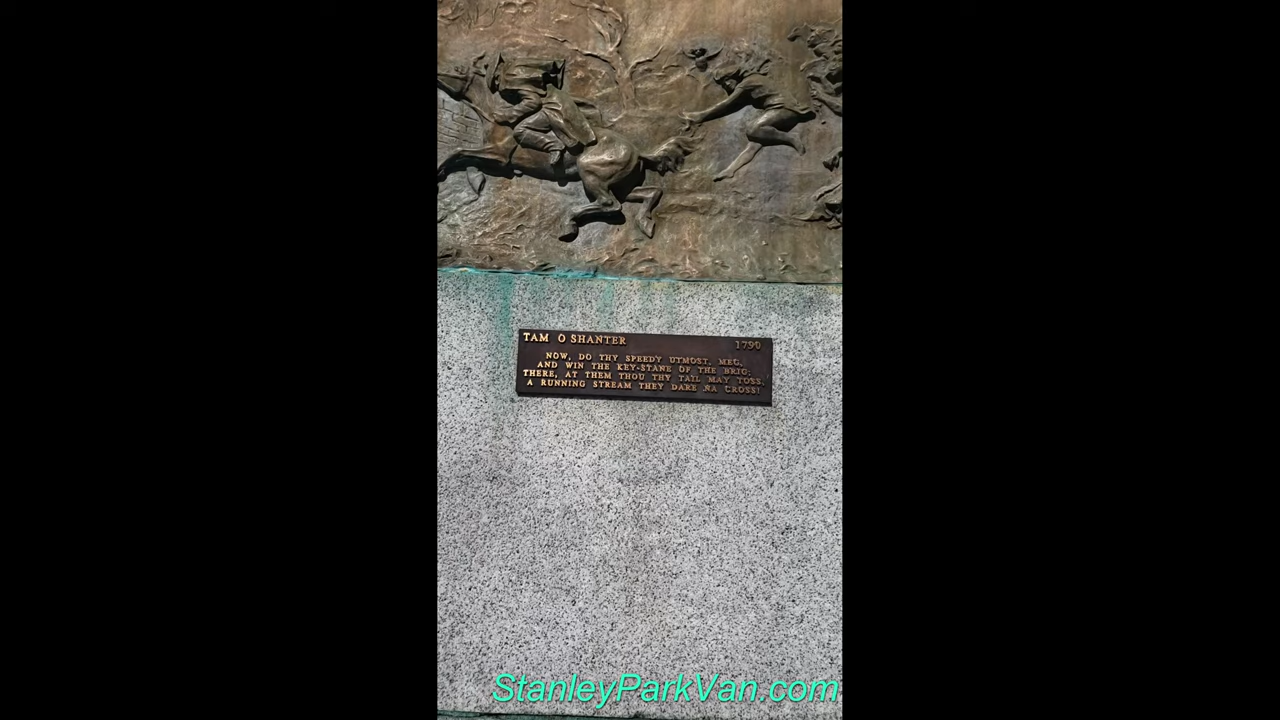 TAM O SHANTER 1790
NOW, DO THY SPEEDY UTMOST, MEG,
AND WIN THE KEY-STANE OF THE BRIG;
THERE, AT THEM THOU THY TAIL MAY TOSS,
A RUNNING STREAM THEY DARE NA CROSS!
StanleyParkVan.com